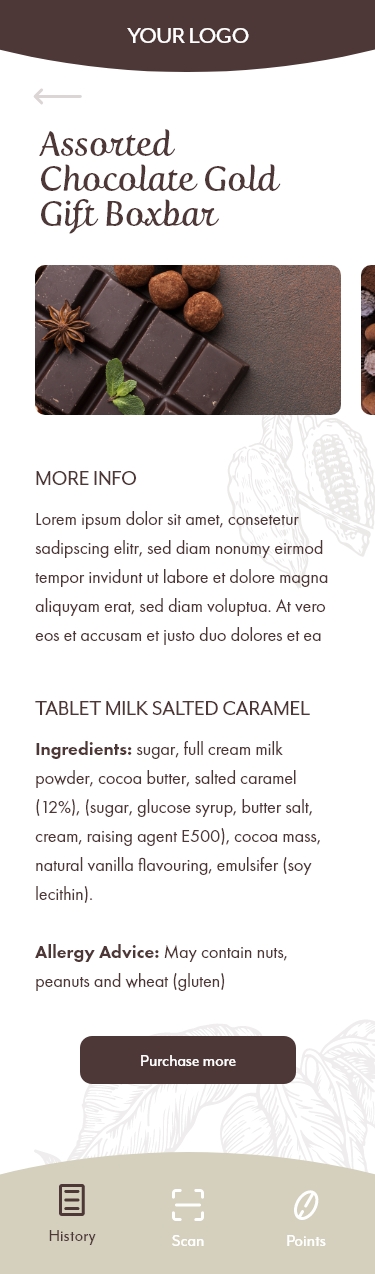 YOUR LOGO
Assorted
Chocolate Gold
Gift Boxbar
MORE INFO
Lorem ipsum dolor sit amet, consetetur
sadipscing elitr, sed diam nonumy eirmod
tempor invidunt ut labore et dolore magna
aliquyam erat, sed diam voluptua. At vero
eos et accusam et justo duo dolores et ea
TABLET MILK SALTED CARAMEL
Ingredients: sugar, full cream milk
powder, cocoa butter, salted caramel
(12%), (sugar, glucose syrup, butter salt,
cream, raising agent E500), cocoa mass,
natural vanilla flavouring, emulsifer (soy
lecithin).
Allergy Advice: May contain nuts,
peanuts and wheat (gluten)
Purchase more
History
Scan
Points